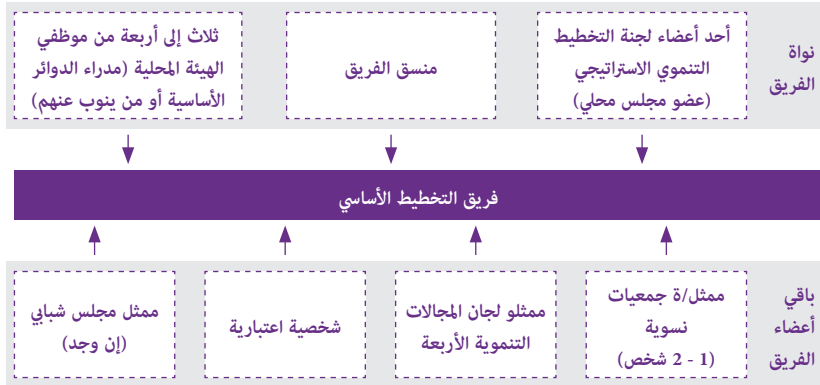 نواة
الفريق
أحد أعضاء لجنة التخطيط
التنموي الاستراتيجي
(عضو مجلس محلي)
منسق الفريق
ثلاث إلى أربعة من موظفي
الهيئة المحلية (مدراء الدوائر
الأساسية أو من ينوب عنهم)
فريق التخطيط الأساسي
باقي
أعضاء
الفريق
ممثل/ة جمعيات
نسوية
(1 - 2 شخص)
ممثلو لجان المجالات
التنموية الأربعة
شخصية اعتبارية
ممثل مجلس شبابي
(إن وجد)